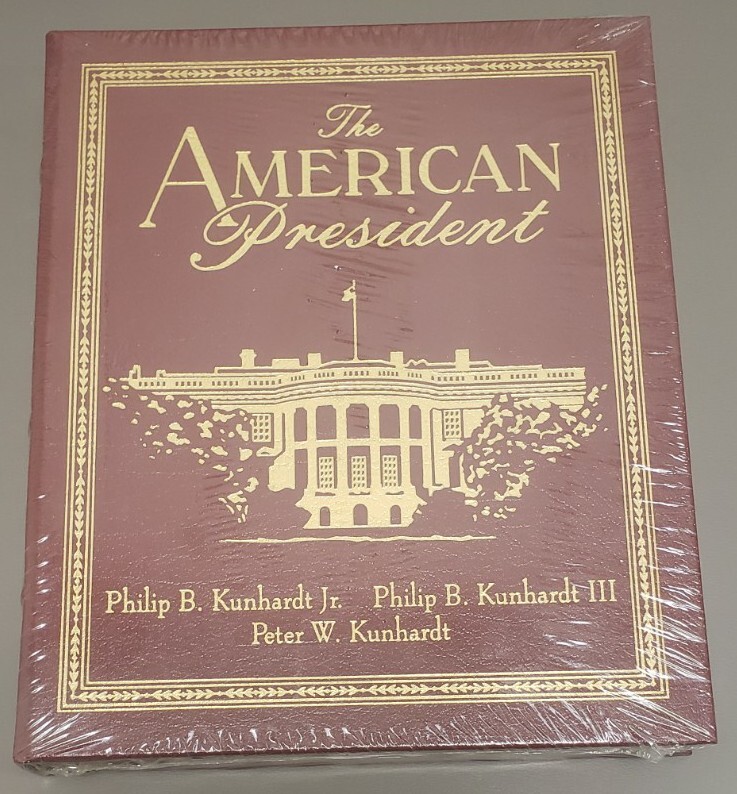 The
AMERICAN
President
Philip B. Kunhardt Jr. Philip B. Kunhardt III
Peter W. Kunhardt